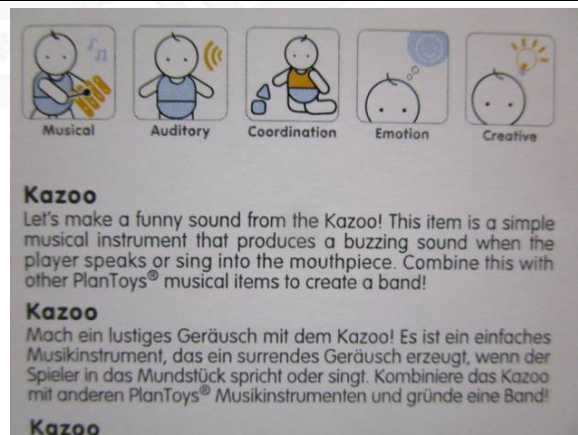 Musical Auditory Coordination Emotion Creative
Kazoo
Let's make a funny sound from the Kazoo! This item is a simple
musical instrument that produces a buzzing sound when the
player speaks or sing into the mouthpiece. Combine this with
other PlanToys® musical items to create a band!
Kazoo
Mach ein lustiges Geräusch mit dem Kazoo! Es ist ein einfaches
Musikinstrument, das ein surrendes Geräusch erzeugt, wenn der
Spieler in das Mundstück spricht oder singt. Kombiniere das Kazoo
mit anderen PlanToys® Musikinstrumenten und gründe eine Band!
Kazoo